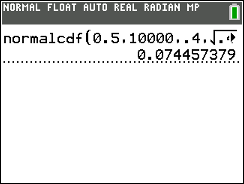 NORMAL FLOAT AUTO REAL RADIAN MP
normalcdf(0.5,10000,.4,√.
0.074457379